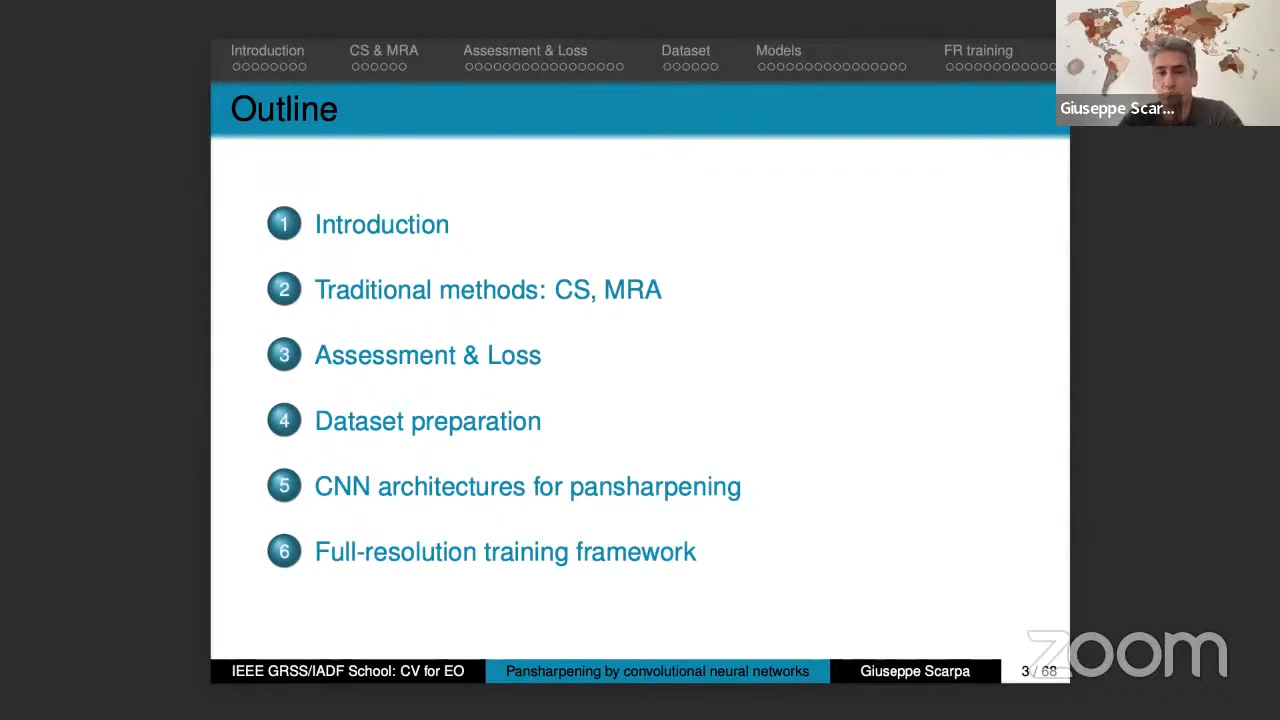 Introduction CS & MRA Assessment & Loss Dataset Models FR training
Giuseppe Scar...
Outline
1 Introduction
2 Traditional methods: CS, MRA
3 Assessment & Loss
4 Dataset preparation
5 CNN architectures for pansharpening
6 Full-resolution training framework
IEEE GRSS/IADF School: CV for EO Pansharpening by convolutional neural networks Giuseppe Scarpa 3 / 68
zoom